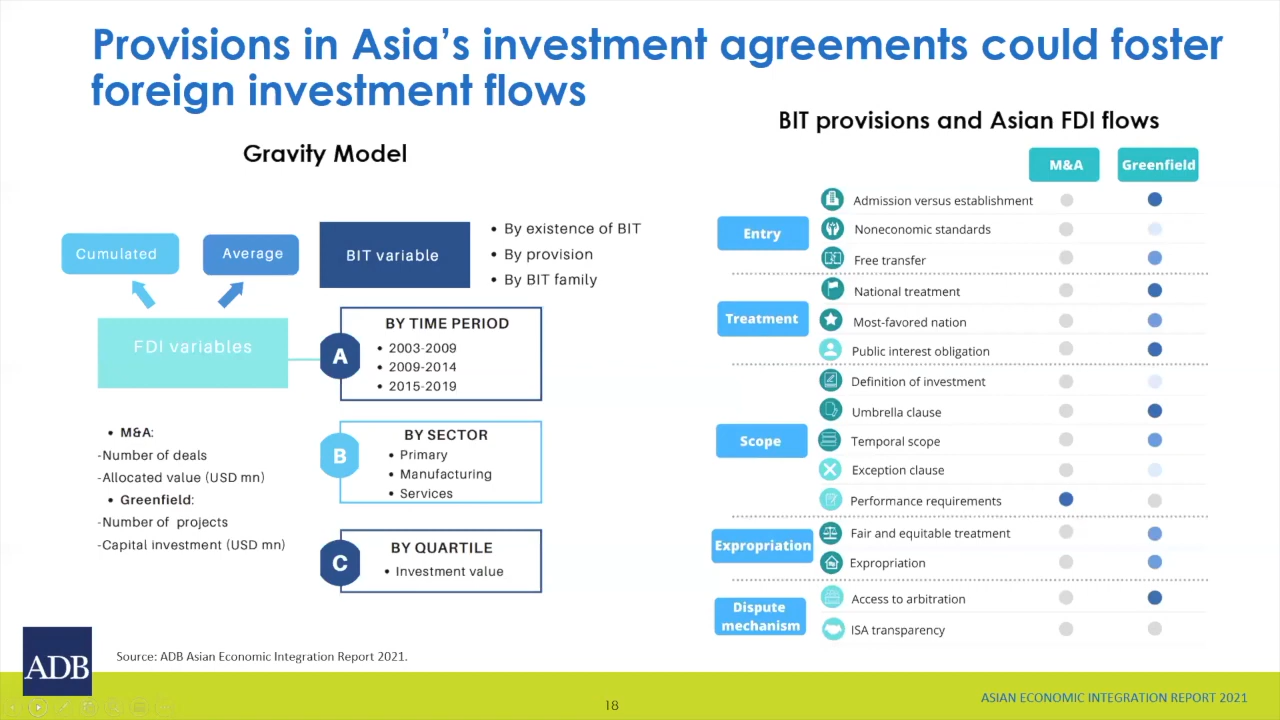 Provisions in Asia's investment agreements could foster
foreign investment flows
Gravity Model
Cumulated
Average
BIT variable
• By existence of BIT
• By provision
• By BIT family
FDI variables
A
BY TIME PERIOD
• 2003-2009
• 2009-2014
• 2015-2019
• M&A:
-Number of deals
-Allocated value (USD mn)
• Greenfield:
-Number of projects
-Capital investment (USD mn)
B
BY SECTOR
• Primary
• Manufacturing
• Services
C
BY QUARTILE
• Investment value
BIT provisions and Asian FDI flows
M&A
Greenfield
Entry
Admission versus establishment
Noneconomic standards
Free transfer
Treatment
National treatment
Most-favored nation
Public interest obligation
Scope
Definition of investment
Umbrella clause
Temporal scope
Exception clause
Performance requirements
Expropriation
Fair and equitable treatment
Expropriation
Dispute
mechanism
Access to arbitration
ISA transparency
ADB
Source: ADB Asian Economic Integration Report 2021.
18
ASIAN ECONOMIC INTEGRATION REPORT 2021